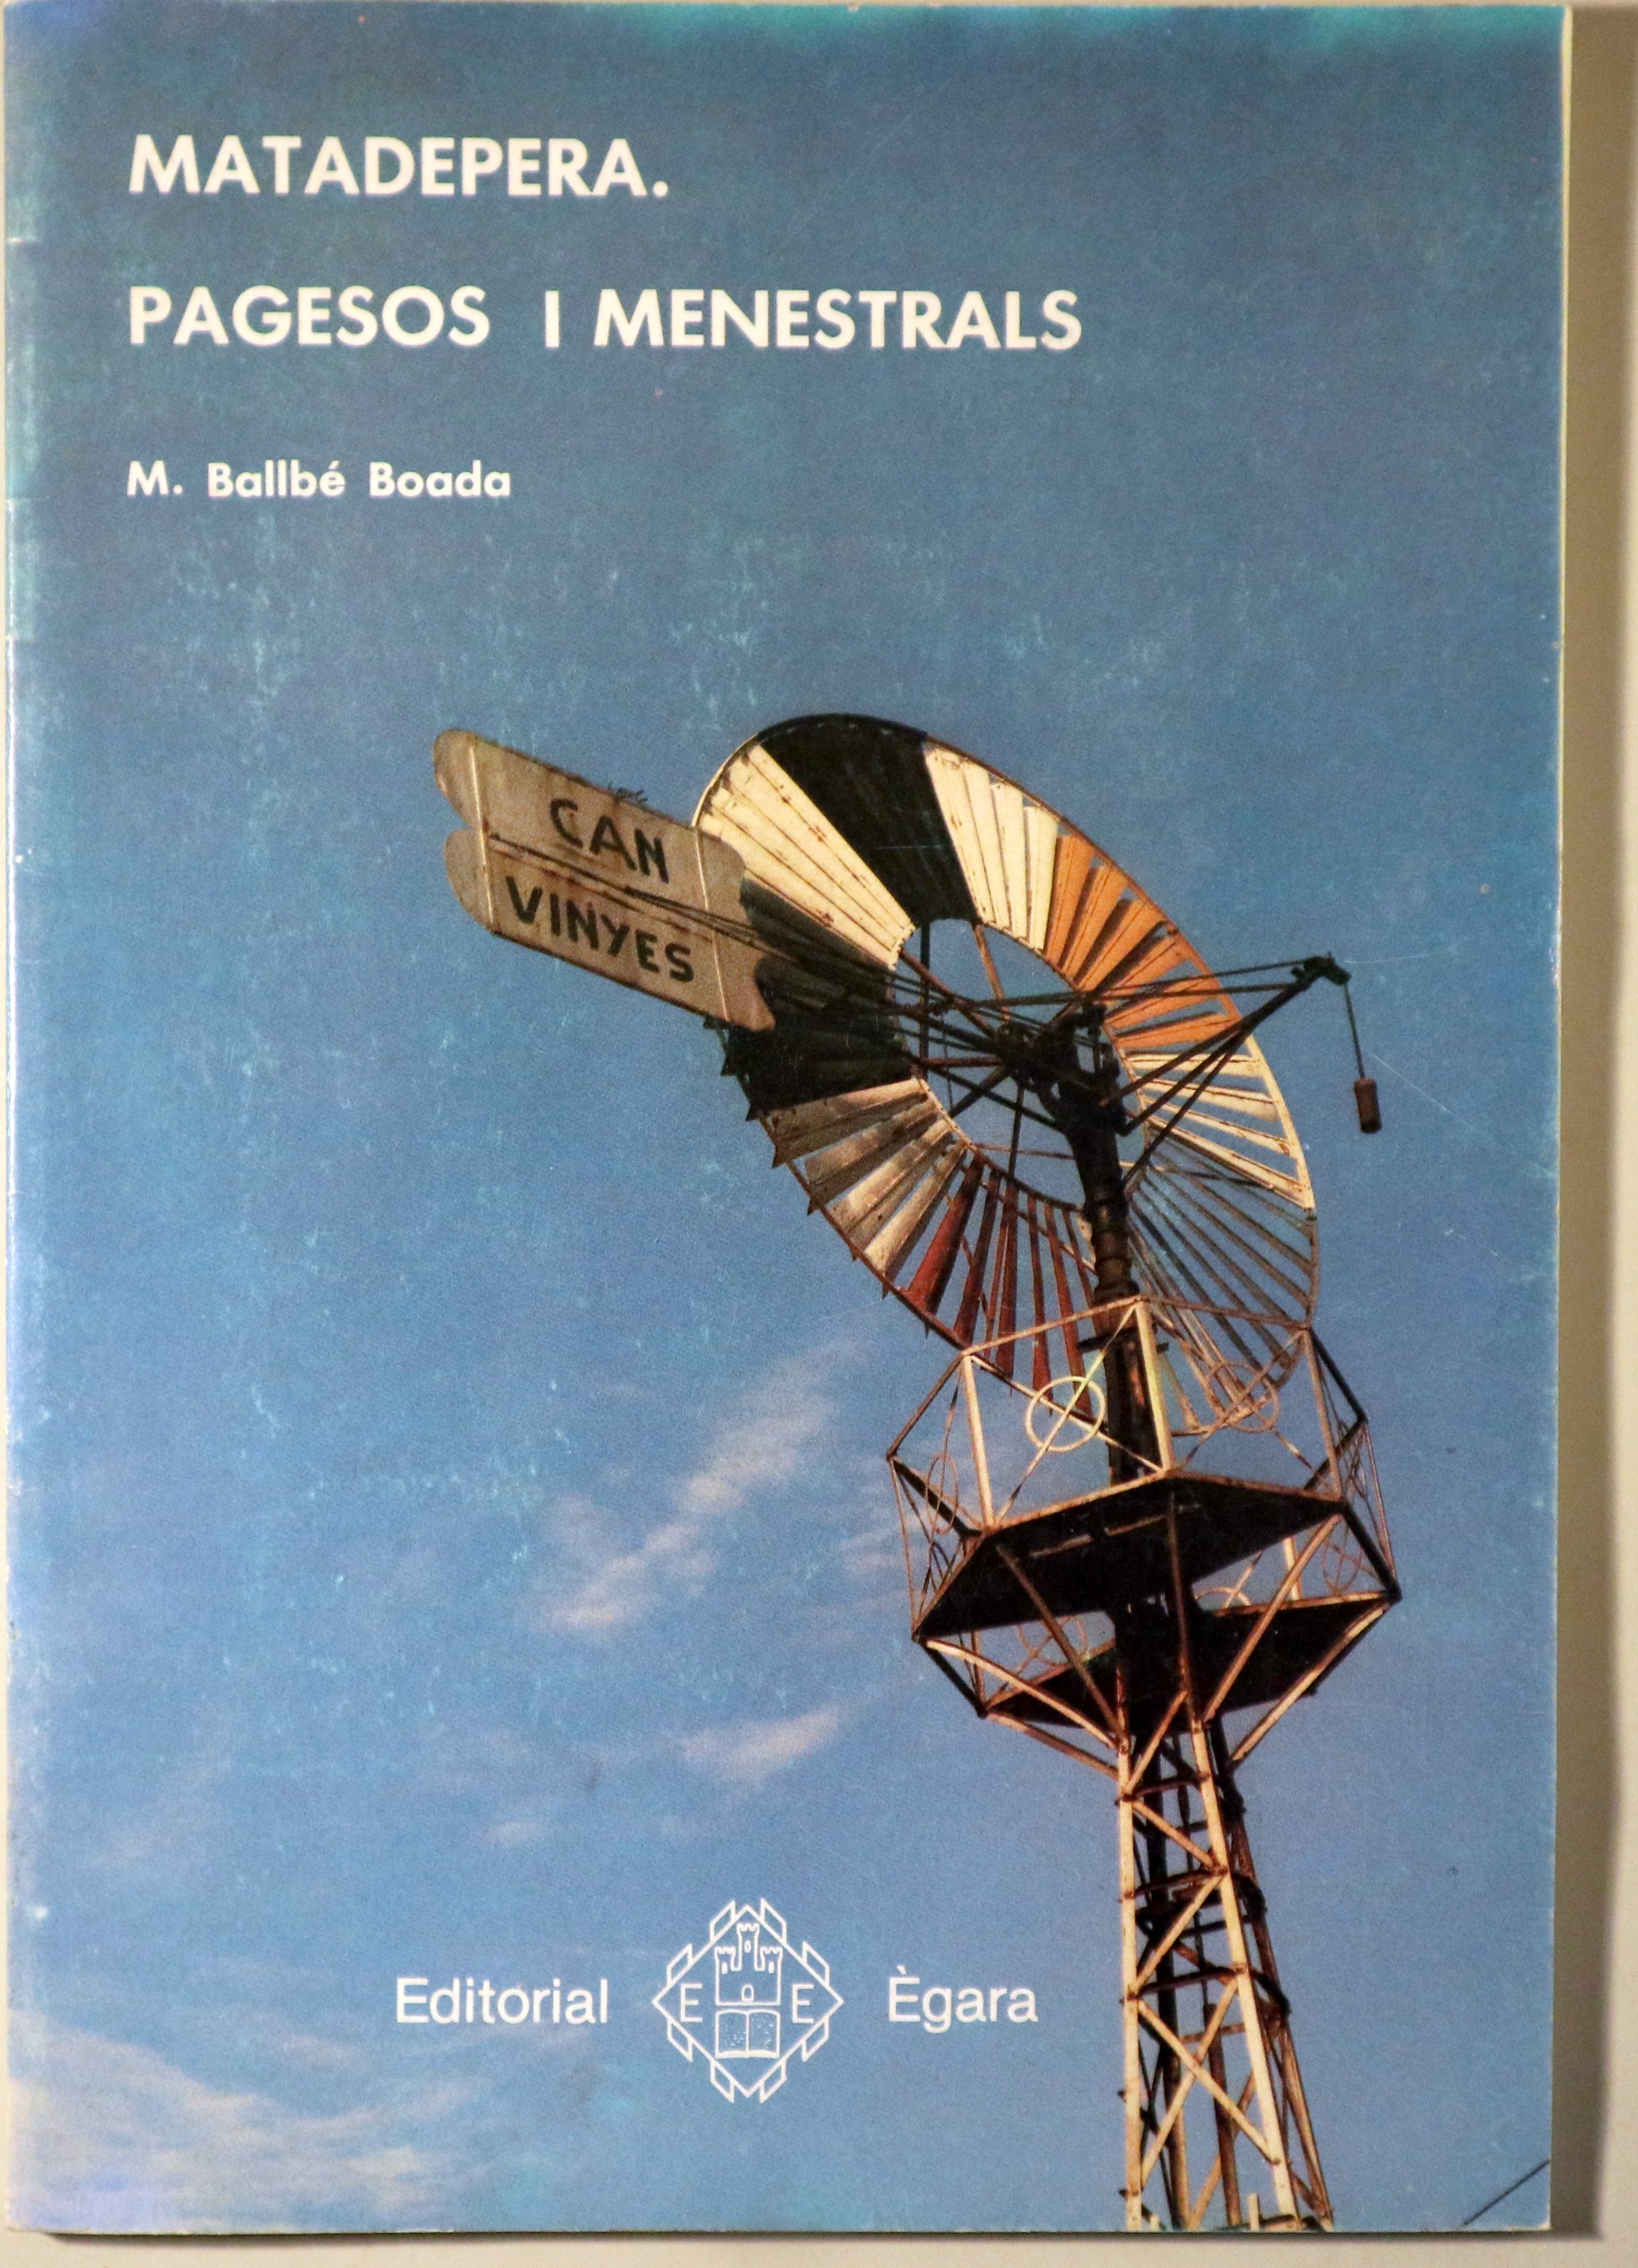 MATADEPERA.
PAGESOS I MENESTRALS
M. Ballbé Boada
CAN
VINYES
Editorial E E Ègara